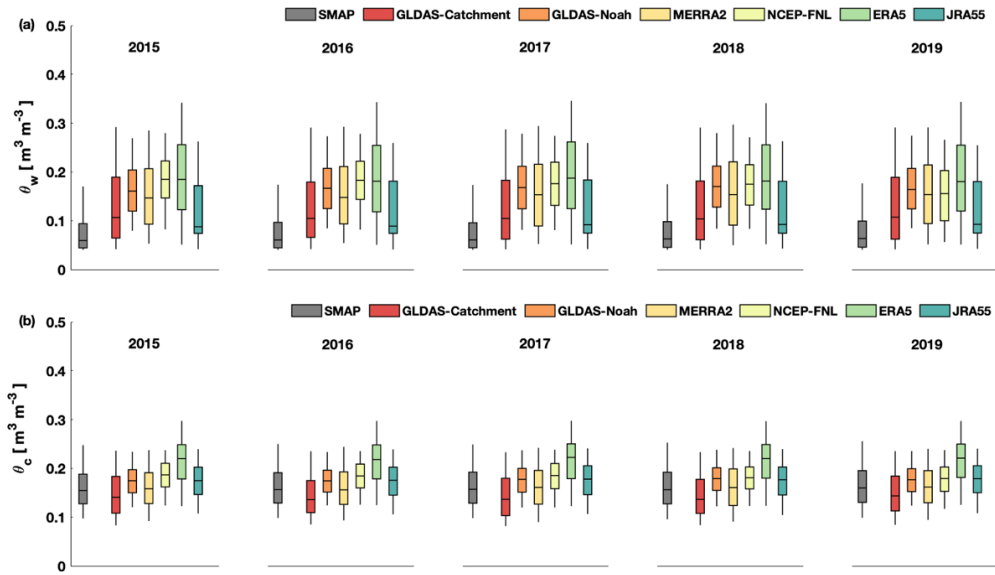 (a)
SMAP GLDAS-Catchment GLDAS-Noah MERRA2 NCEP-FNL ERA5 JRA55
2015 2016 2017 2018 2019
θw [ m³ m⁻³ ]
0.5
0.4
0.3
0.2
0.1
0
(b)
SMAP GLDAS-Catchment GLDAS-Noah MERRA2 NCEP-FNL ERA5 JRA55
2015 2016 2017 2018 2019
θc [ m³ m⁻³ ]
0.5
0.4
0.3
0.2
0.1
0